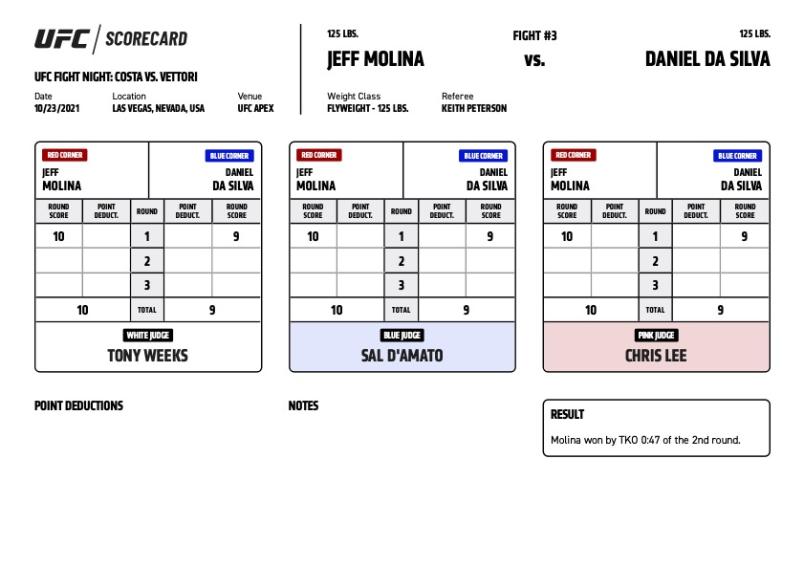 UFC / SCORECARD
UFC FIGHT NIGHT: COSTA VS. VETTORI
Date Location Venue
10/23/2021 LAS VEGAS, NEVADA, USA UFC APEX
125 LBS. FIGHT #3 125 LBS.
JEFF MOLINA VS. DANIEL DA SILVA
Weight Class Referee
FLYWEIGHT - 125 LBS. KEITH PETERSON
RED CORNER BLUE CORNER
JEFF DANIEL
MOLINA DA SILVA
ROUND POINT ROUND POINT ROUND
SCORE DEDUCT. DEDUCT. SCORE
10 1 9
2
3
10 TOTAL 9
WHITE JUDGE
TONY WEEKS
RED CORNER BLUE CORNER
JEFF DANIEL
MOLINA DA SILVA
ROUND POINT ROUND POINT ROUND
SCORE DEDUCT. DEDUCT. SCORE
10 1 9
2
3
10 TOTAL 9
BLUE JUDGE
SAL D'AMATO
RED CORNER BLUE CORNER
JEFF DANIEL
MOLINA DA SILVA
ROUND POINT ROUND POINT ROUND
SCORE DEDUCT. DEDUCT. SCORE
10 1 9
2
3
10 TOTAL 9
PINK JUDGE
CHRIS LEE
POINT DEDUCTIONS
NOTES
RESULT
Molina won by TKO 0:47 of the 2nd round.